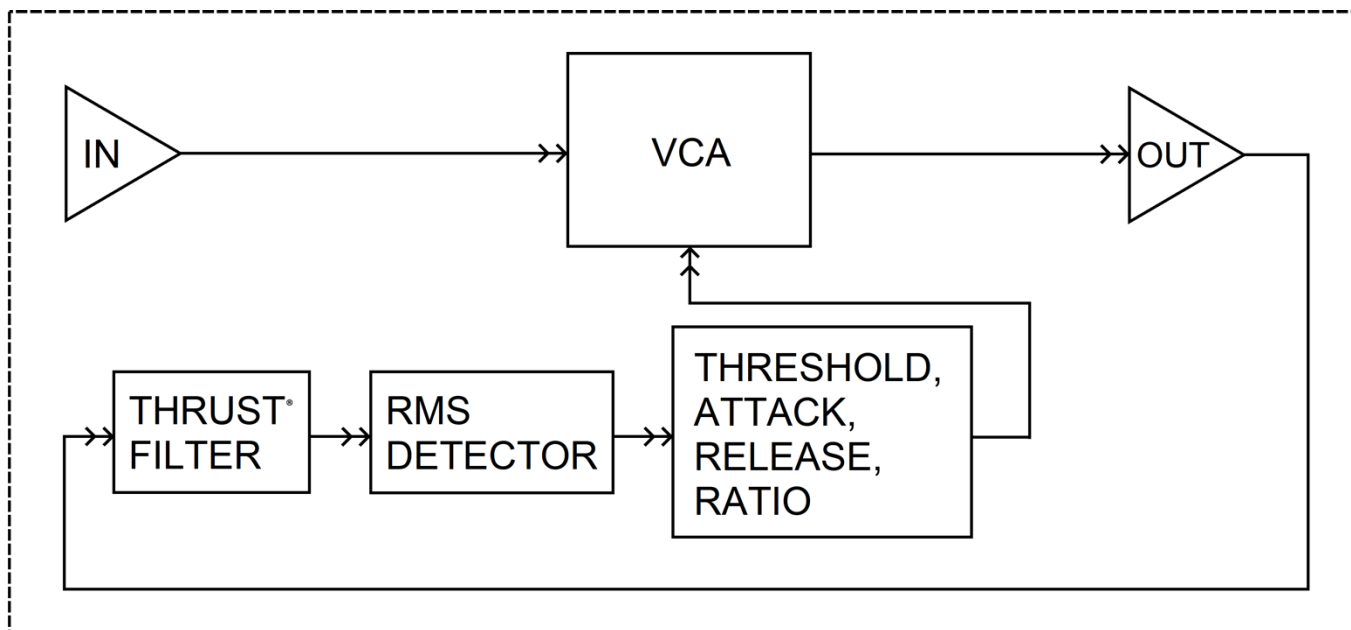 IN
VCA
OUT
THRUST®
FILTER
RMS
DETECTOR
THRESHOLD,
ATTACK,
RELEASE,
RATIO